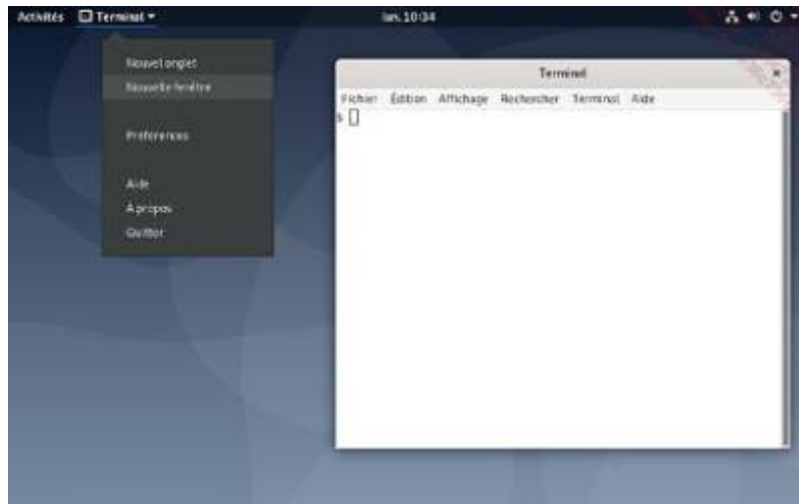 Activités Terminal lun. 10:34
Nouvel onglet
Nouvelle fenêtre
Préférences
Aide
À propos
Quitter
Terminal
Fichier Édition Affichage Rechercher Terminal Aide
$